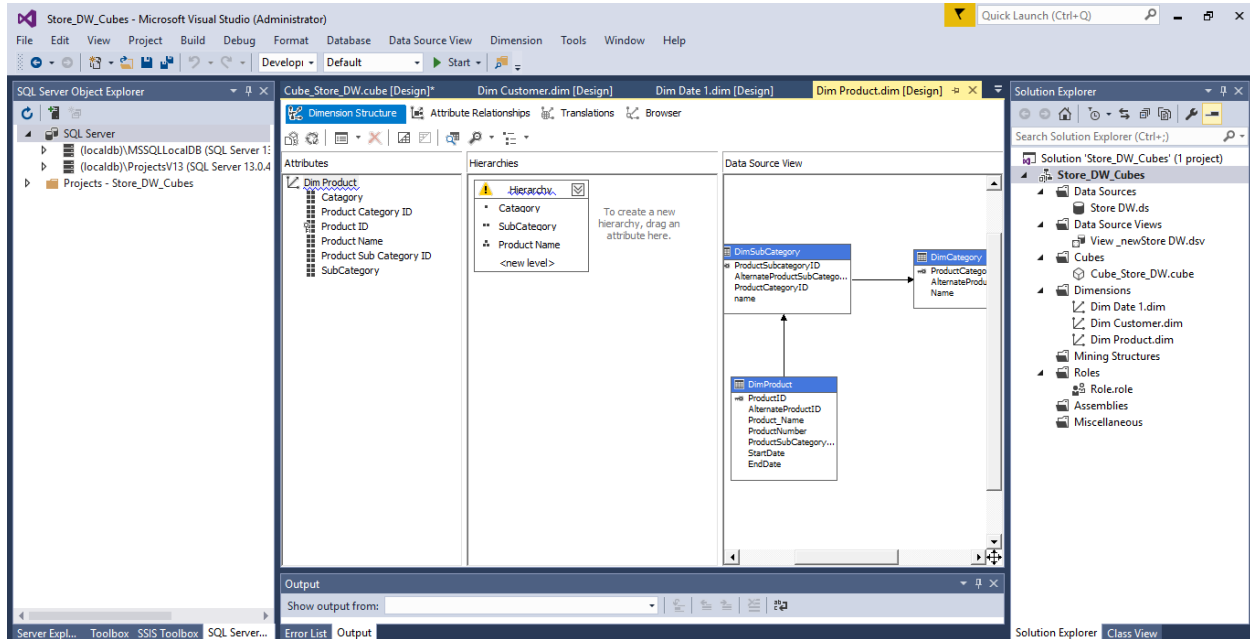 Store_DW_Cubes - Microsoft Visual Studio (Administrator)
Quick Launch (Ctrl+Q)
File Edit View Project Build Debug Format Database Data Source View Dimension Tools Window Help
Develop Default Start
SQL Server Object Explorer
SQL Server
(localdb)\MSSQLLocalDB (SQL Server 13
(localdb)\ProjectsV13 (SQL Server 13.0.4
Projects - Store_DW_Cubes
Cube_Store_DW.cube [Design]* Dim Customer.dim [Design] Dim Date 1.dim [Design] Dim Product.dim [Design]
Dimension Structure Attribute Relationships Translations Browser
Attributes
Dim Product
Catagory
Product Category ID
Product ID
Product Name
Product Sub Category ID
SubCategory
Hierarchies
Hierarchy
Catagory
SubCategory
Product Name
<new level>
To create a new
hierarchy, drag an
attribute here.
Data Source View
DimSubCategory
ProductSubcategoryID
AlternateProductSubCatego...
ProductCategoryID
name
DimCategory
ProductCatego
AlternateProdu
Name
DimProduct
ProductID
AlternateProductID
Product_Name
ProductNumber
ProductSubCategory...
StartDate
EndDate
Output
Show output from:
Server Expl... Toolbox SSIS Toolbox SQL Server... Error List Output
Solution Explorer
Search Solution Explorer (Ctrl+;)
Solution 'Store_DW_Cubes' (1 project)
Store_DW_Cubes
Data Sources
Store DW.ds
Data Source Views
View _newStore DW.dsv
Cubes
Cube_Store_DW.cube
Dimensions
Dim Date 1.dim
Dim Customer.dim
Dim Product.dim
Mining Structures
Roles
Role.role
Assemblies
Miscellaneous
Solution Explorer Class View